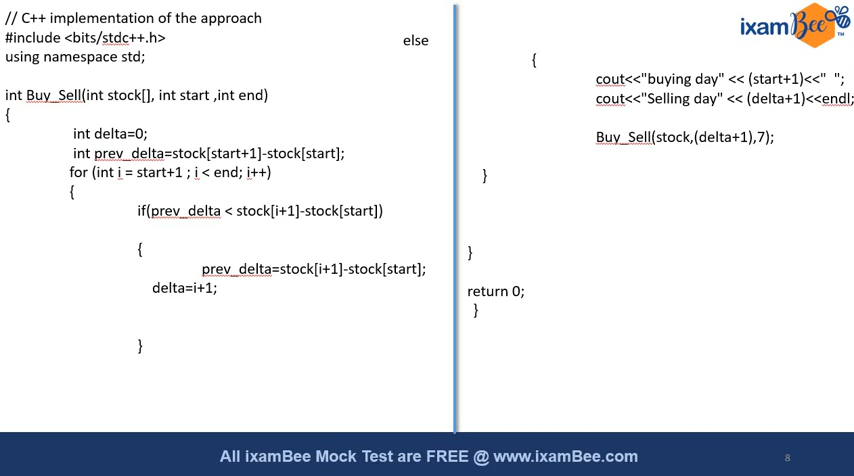 // C++ implementation of the approach
#include <bits/stdc++.h>
using namespace std;
int Buy_Sell(int stock[], int start ,int end)
{
int delta=0;
int prev_delta=stock[start+1]-stock[start];
for (int i = start+1 ; i < end; i++)
{
if(prev_delta < stock[i+1]-stock[start])
{
prev_delta=stock[i+1]-stock[start];
delta=i+1;
}
else
{
cout<<"buying day" << (start+1)<<"  ";
cout<<"Selling day" << (delta+1)<<endl;
Buy_Sell(stock,(delta+1),7);
}
}
return 0;
}
ixamBee
TM
All ixamBee Mock Test are FREE @ www.ixamBee.com
8